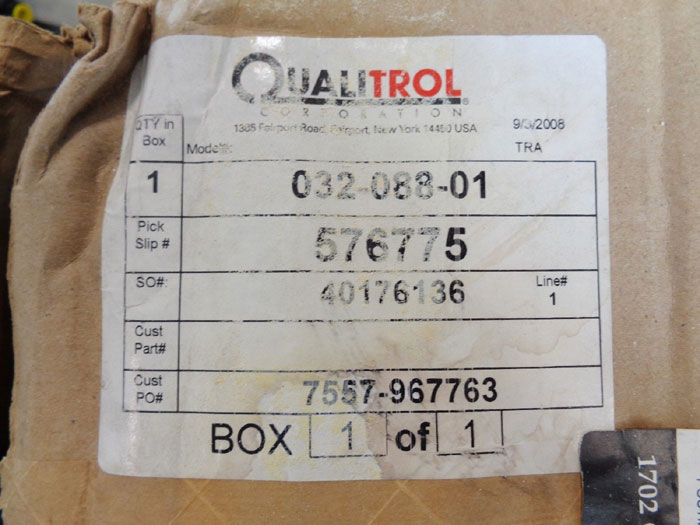 QUALITROL
CORPORATION
1385 Fairport Road, Fairport, New York 14450 USA
9/3/2008
QTY in Box
Model#:
TRA
1
032-088-01
Pick Slip #
576775
SO#:
40176136
Line#
1
Cust Part#
Cust PO#
7557-967763
BOX 1 of 1
1702